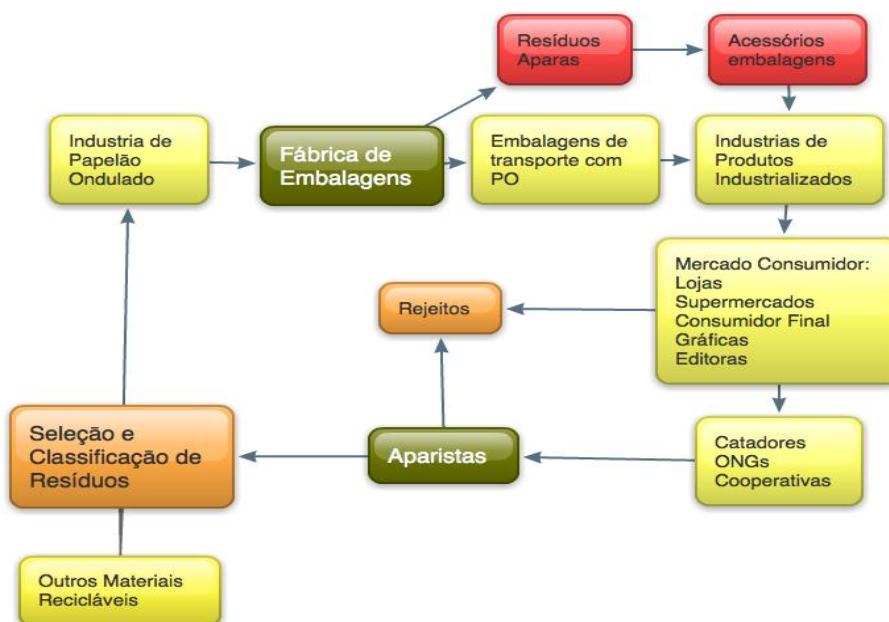 Resíduos
Aparas
Acessórios
embalagens
Industria de
Papelão
Ondulado
Fábrica de
Embalagens
Embalagens de
transporte com
PO
Industrias de
Produtos
Industrializados
Mercado Consumidor:
Lojas
Supermercados
Consumidor Final
Gráficas
Editoras
Rejeitos
Seleção e
Classificação de
Resíduos
Aparistas
Catadores
ONGs
Cooperativas
Outros Materiais
Recicláveis